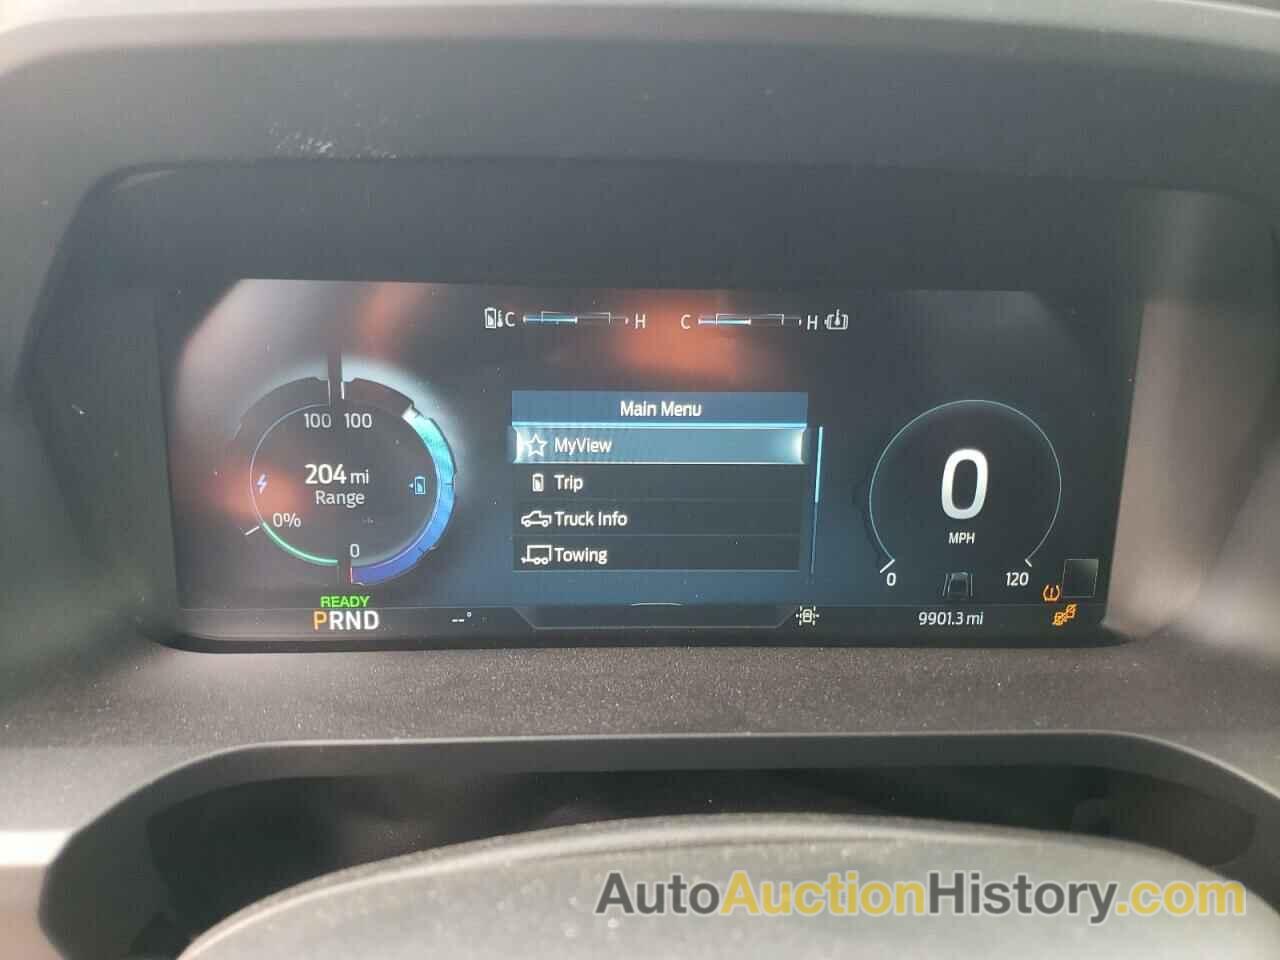 C H C H
Main Menu
MyView
Trip
Truck Info
Towing
100 100
204 mi
Range
0%
0
READY
PRND
--°
0
MPH
0 120
9901.3 mi
AutoAuctionHistory.com